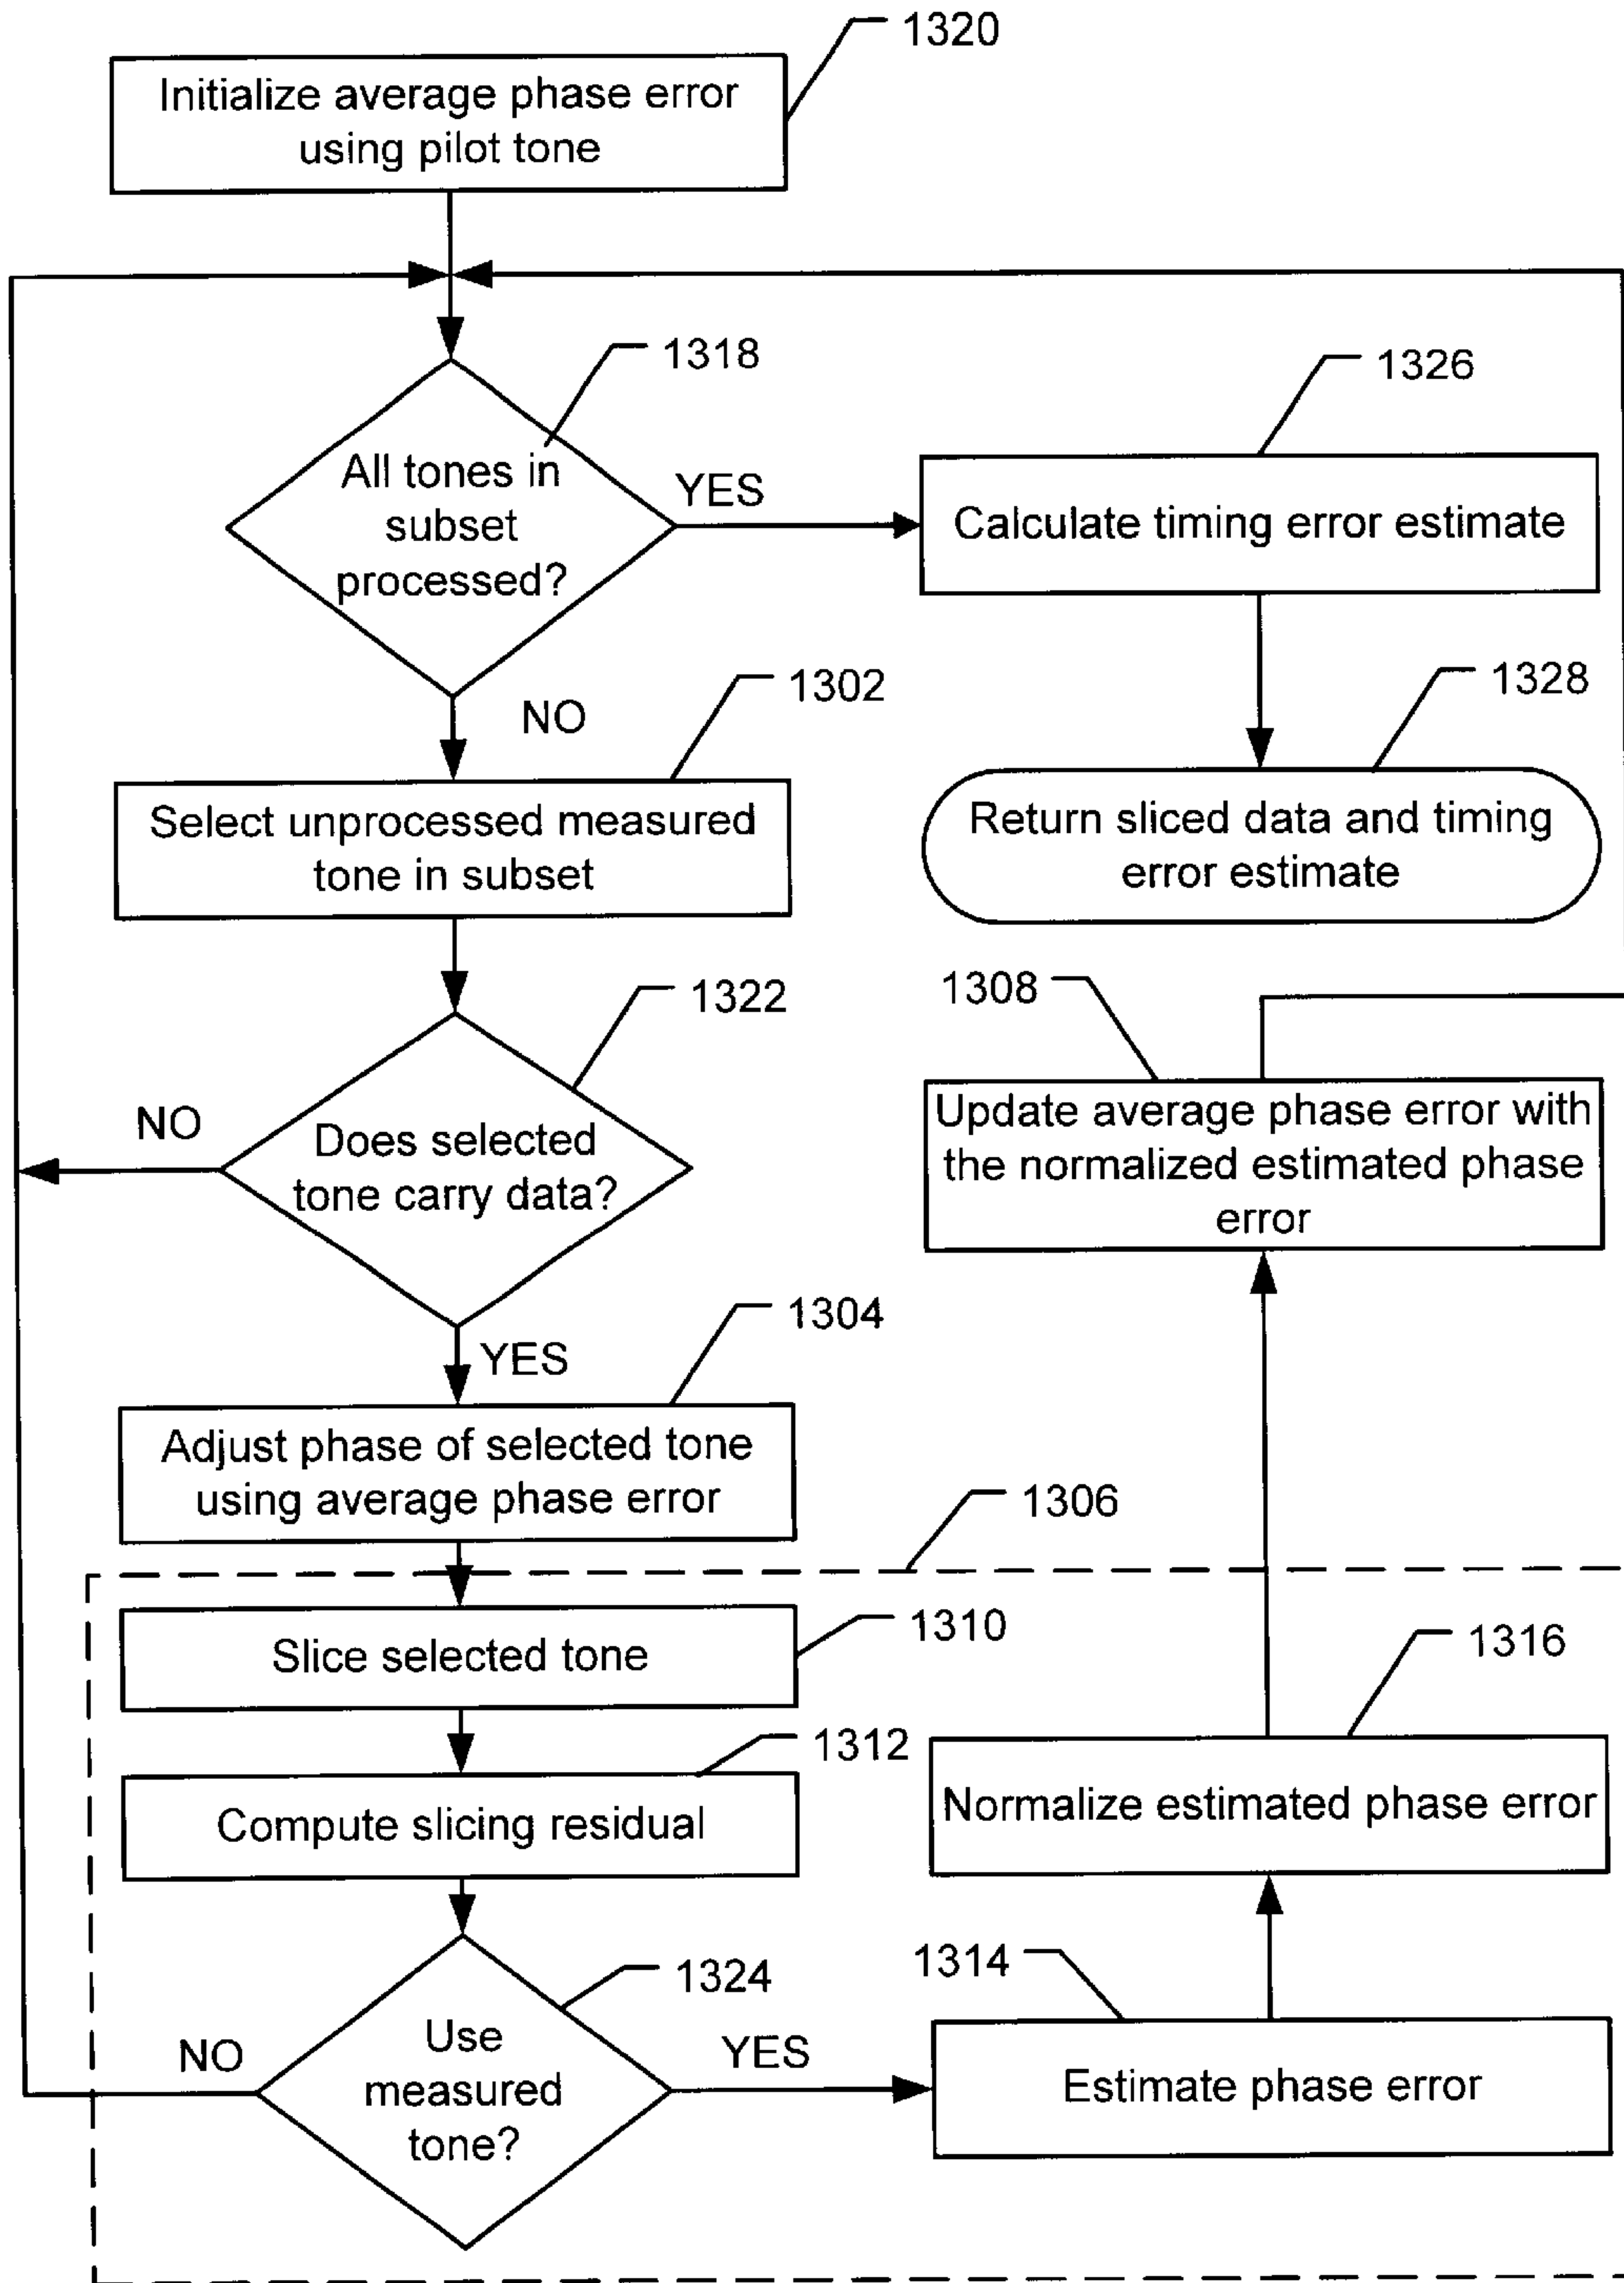 1320
Initialize average phase error
using pilot tone
1318
All tones in
subset
processed?
YES
NO
1326
Calculate timing error estimate
1302
Select unprocessed measured
tone in subset
1328
Return sliced data and timing
error estimate
1322
Does selected
tone carry data?
NO
YES
1308
Update average phase error with
the normalized estimated phase
error
1304
Adjust phase of selected tone
using average phase error
1306
1310
Slice selected tone
1312
Compute slicing residual
1316
Normalize estimated phase error
1324
Use
measured
tone?
NO
YES
1314
Estimate phase error